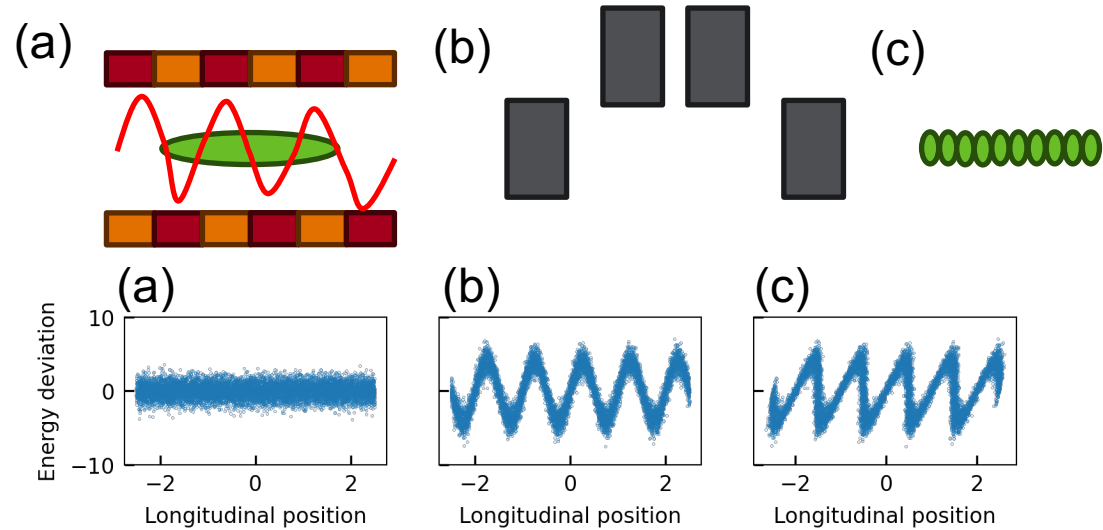 (a)
(b)
(c)
(a)
(b)
(c)
Energy deviation
10
0
−10
−2
0
2
−2
0
2
−2
0
2
Longitudinal position
Longitudinal position
Longitudinal position